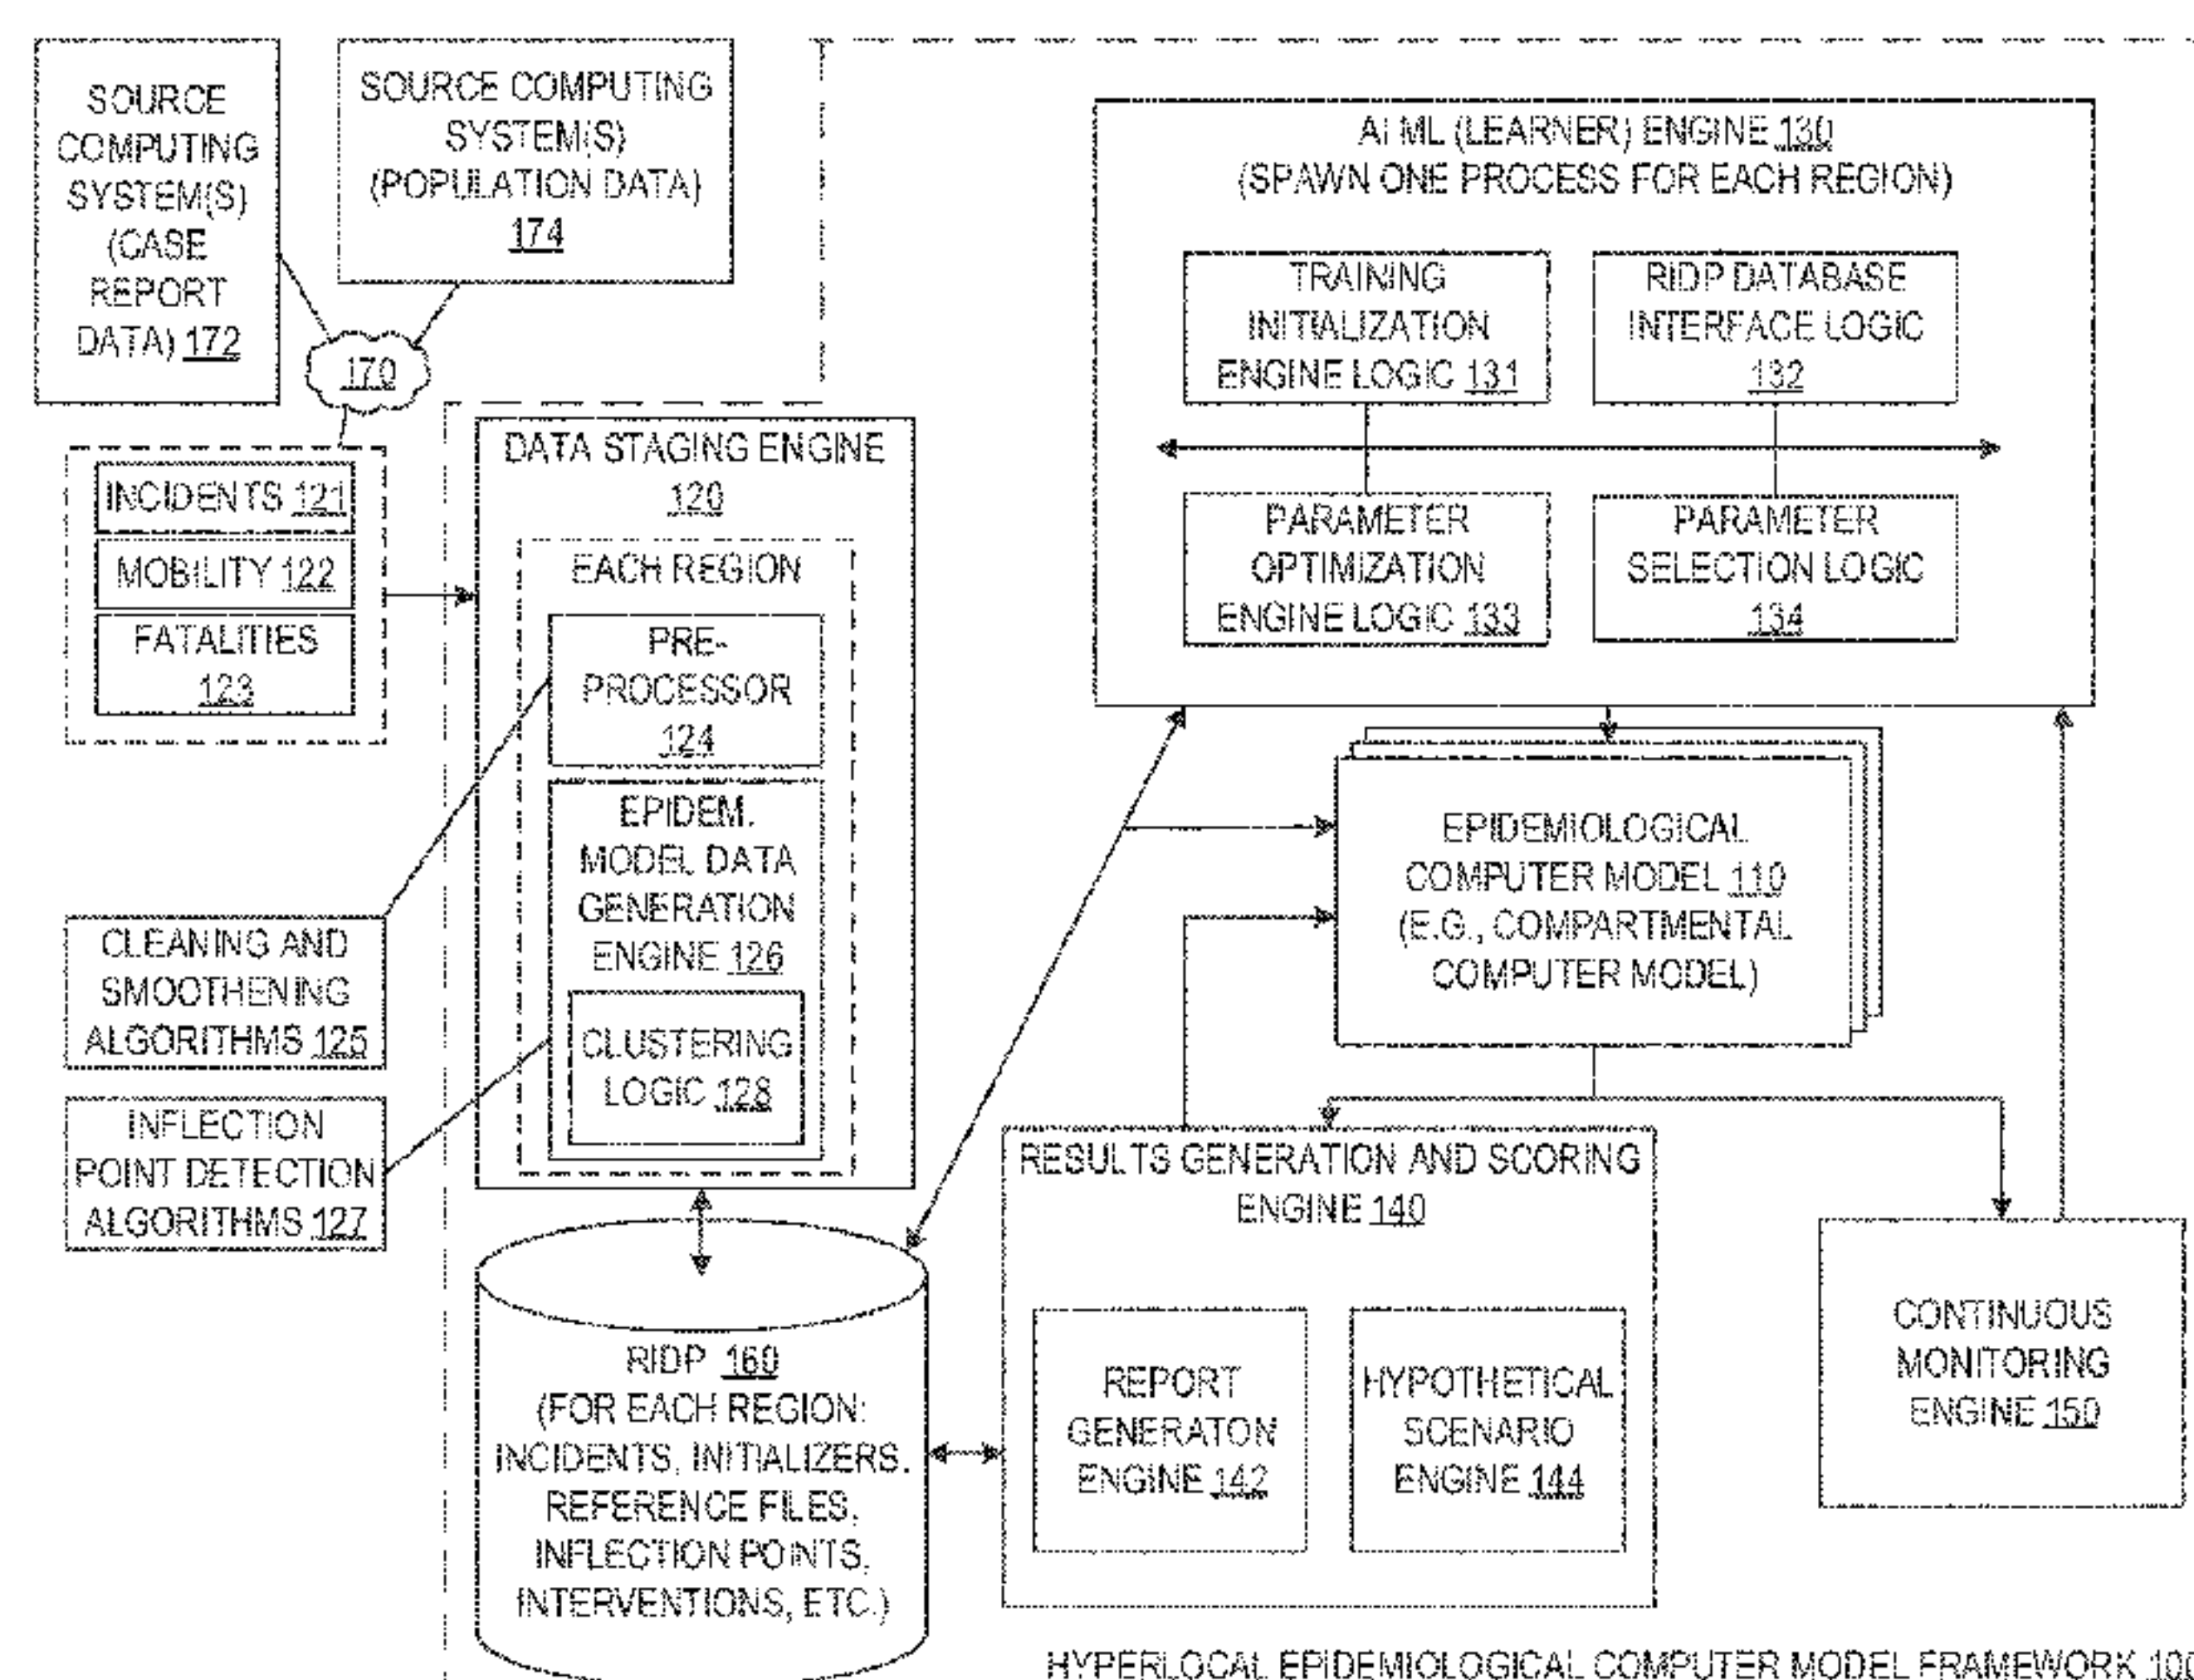 SOURCE
COMPUTING
SYSTEM(S)
(CASE
REPORT
DATA) 172
SOURCE COMPUTING
SYSTEM(S)
(POPULATION DATA)
174
170
INCIDENTS 121
MOBILITY 122
FATALITIES
123
DATA STAGING ENGINE
120
EACH REGION
PRE-
PROCESSOR
124
EPIDEM.
MODEL DATA
GENERATION
ENGINE 126
CLUSTERING
LOGIC 128
CLEANING AND
SMOOTHENING
ALGORITHMS 125
INFLECTION
POINT DETECTION
ALGORITHMS 127
RIDP 160
(FOR EACH REGION:
INCIDENTS, INITIALIZERS,
REFERENCE FILES,
INFLECTION POINTS,
INTERVENTIONS, ETC.)
AI ML (LEARNER) ENGINE 130
(SPAWN ONE PROCESS FOR EACH REGION)
TRAINING
INITIALIZATION
ENGINE LOGIC 131
RIDP DATABASE
INTERFACE LOGIC
132
PARAMETER
OPTIMIZATION
ENGINE LOGIC 133
PARAMETER
SELECTION LOGIC
134
EPIDEMIOLOGICAL
COMPUTER MODEL 110
(E.G., COMPARTMENTAL
COMPUTER MODEL)
RESULTS GENERATION AND SCORING
ENGINE 140
REPORT
GENERATON
ENGINE 142
HYPOTHETICAL
SCENARIO
ENGINE 144
CONTINUOUS
MONITORING
ENGINE 150
HYPERLOCAL EPIDEMIOLOGICAL COMPUTER MODEL FRAMEWORK 100